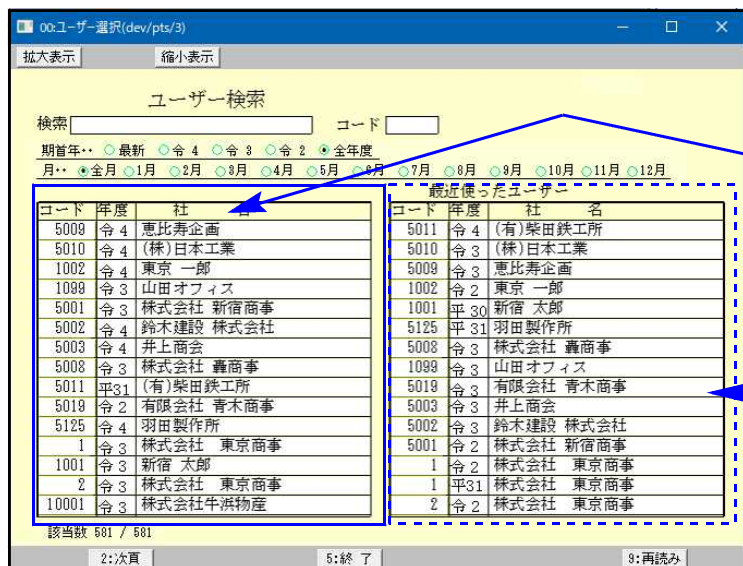 00:ユーザー選択(dev/pts/3)
拡大表示 縮小表示
ユーザー検索
検索 コード
期首年・・ 最新 令 4 令 3 令 2 全年度
月・・ 全月 1月 2月 3月 4月 5月 6月 7月 8月 9月 10月 11月 12月
最近使ったユーザー
コード 年度 社 名
5009 令 4 恵比寿企画
5010 令 4 (株)日本工業
1002 令 4 東京 一郎
1099 令 3 山田オフィス
5001 令 3 株式会社 新宿商事
5002 令 4 鈴木建設 株式会社
5003 令 4 井上商会
5008 令 3 株式会社 轟商事
5011 平31 (有)柴田鉄工所
5019 令 2 有限会社 青木商事
5125 令 4 羽田製作所
1 令 3 株式会社 東京商事
1001 令 3 新宿 太郎
2 令 3 株式会社 東京商事
10001 令 3 株式会社牛浜物産
コード 年度 社 名
5011 令 4 (有)柴田鉄工所
5010 令 3 (株)日本工業
5009 令 3 恵比寿企画
1002 令 2 東京 一郎
1001 平 30 新宿 太郎
5125 平 31 羽田製作所
5008 令 3 株式会社 轟商事
1099 令 3 山田オフィス
5019 令 3 有限会社 青木商事
5003 令 3 井上商会
5002 令 3 鈴木建設 株式会社
5001 令 2 株式会社 新宿商事
1 令 2 株式会社 東京商事
1 平31 株式会社 東京商事
2 令 2 株式会社 東京商事
該当数 581 / 581
2:次頁 5:終 了 9:再読み